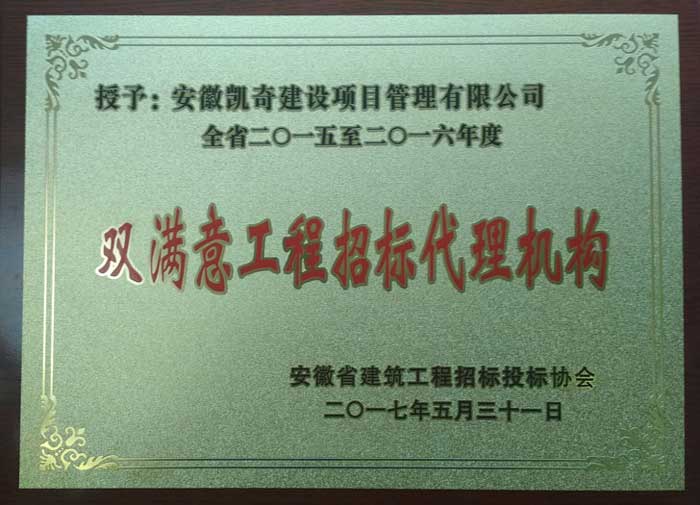 授予：安徽凯奇建设项目管理有限公司
全省二〇一五至二〇一六年度
双满意工程招标代理机构
安徽省建筑工程招标投标协会
二〇一七年五月三十一日